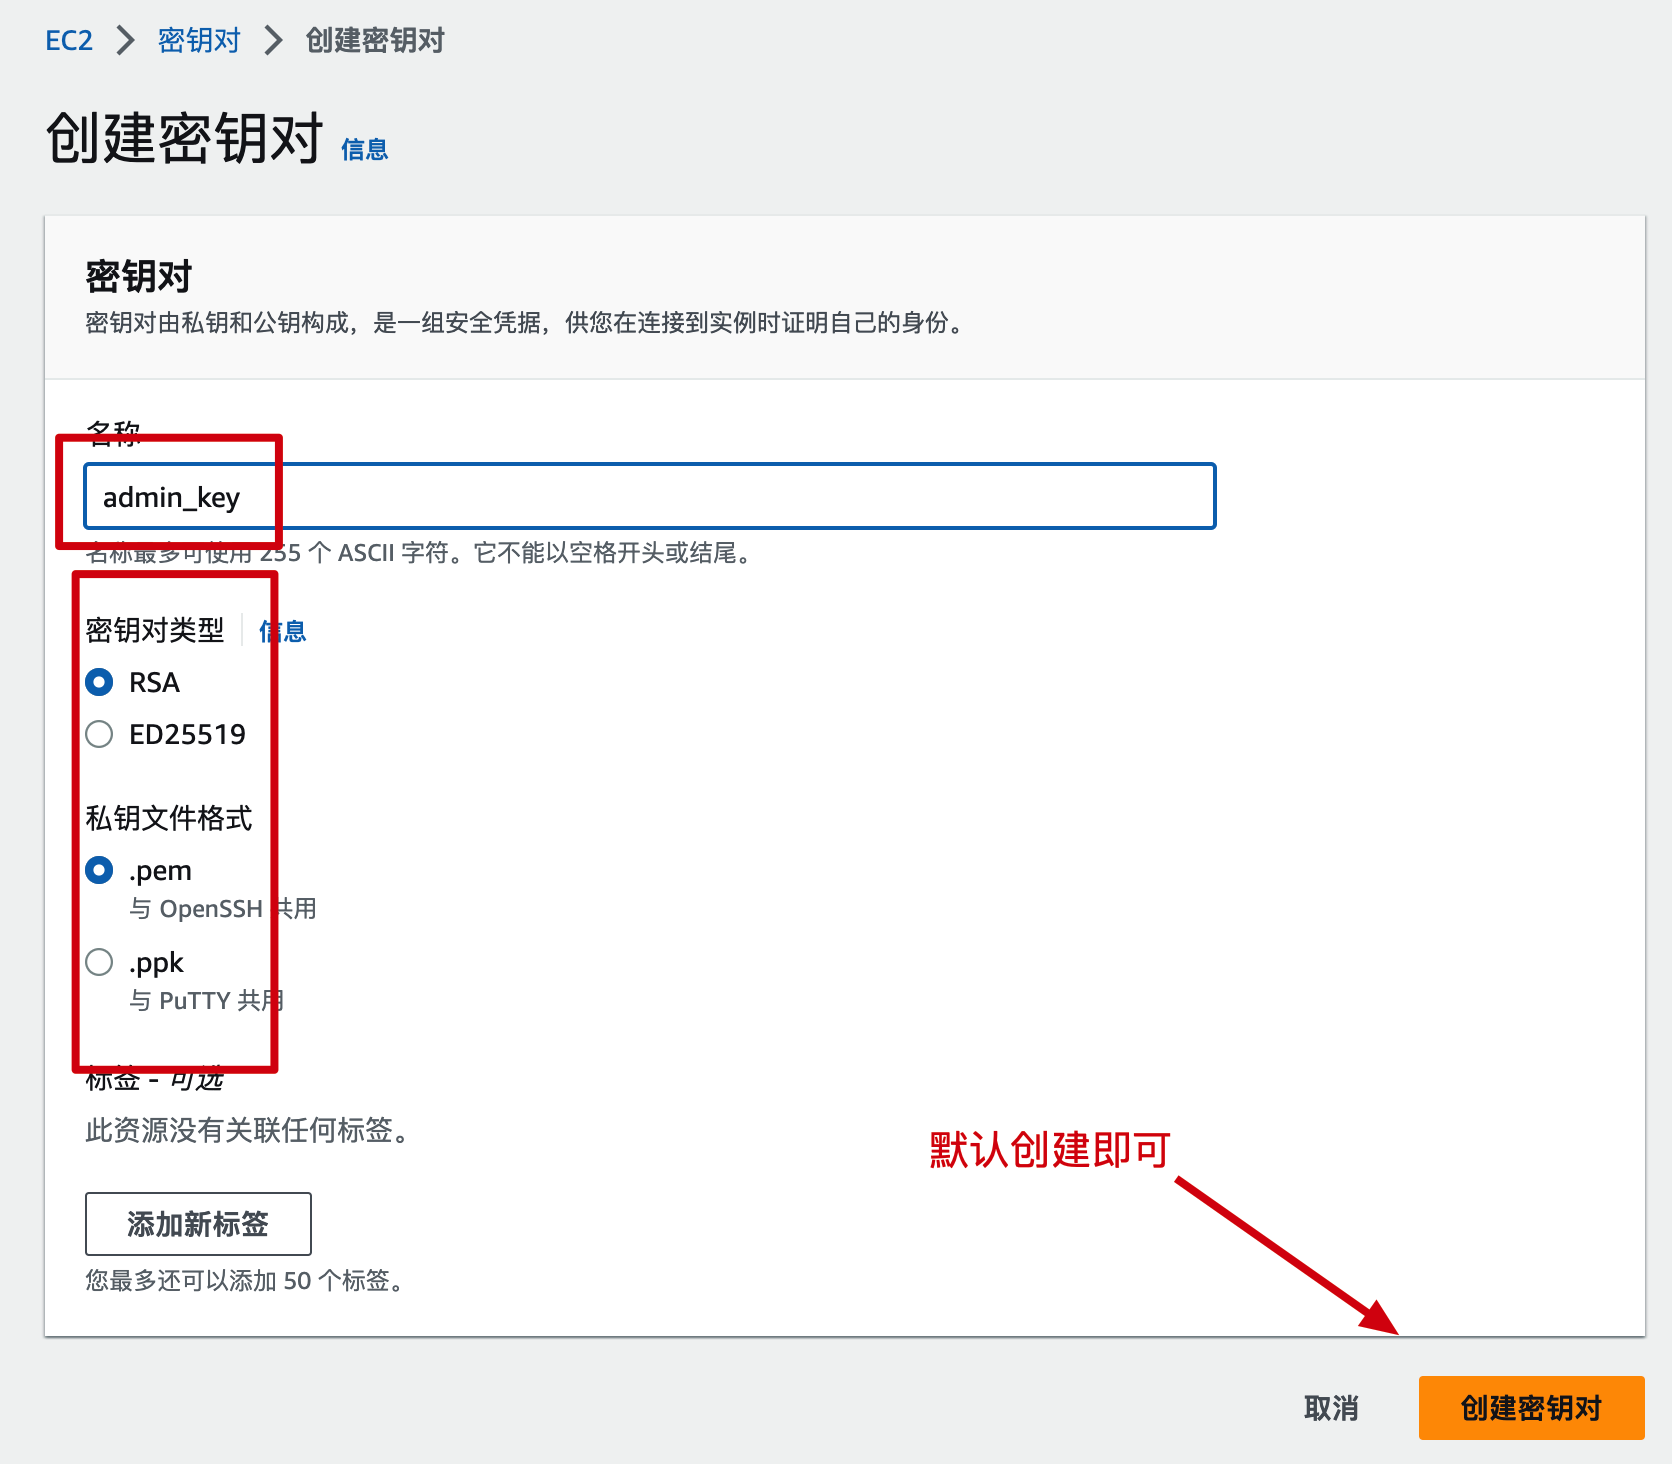 EC2 > 密钥对 > 创建密钥对
创建密钥对 信息
密钥对
密钥对由私钥和公钥构成，是一组安全凭据，供您在连接到实例时证明自己的身份。
名称
admin_key
名称最多可使用 255 个 ASCII 字符。它不能以空格开头或结尾。
密钥对类型 信息
RSA
ED25519
私钥文件格式
.pem
与 OpenSSH 共用
.ppk
与 PuTTY 共用
标签 - 可选
此资源没有关联任何标签。
默认创建即可
添加新标签
您最多还可以添加 50 个标签。
取消 创建密钥对